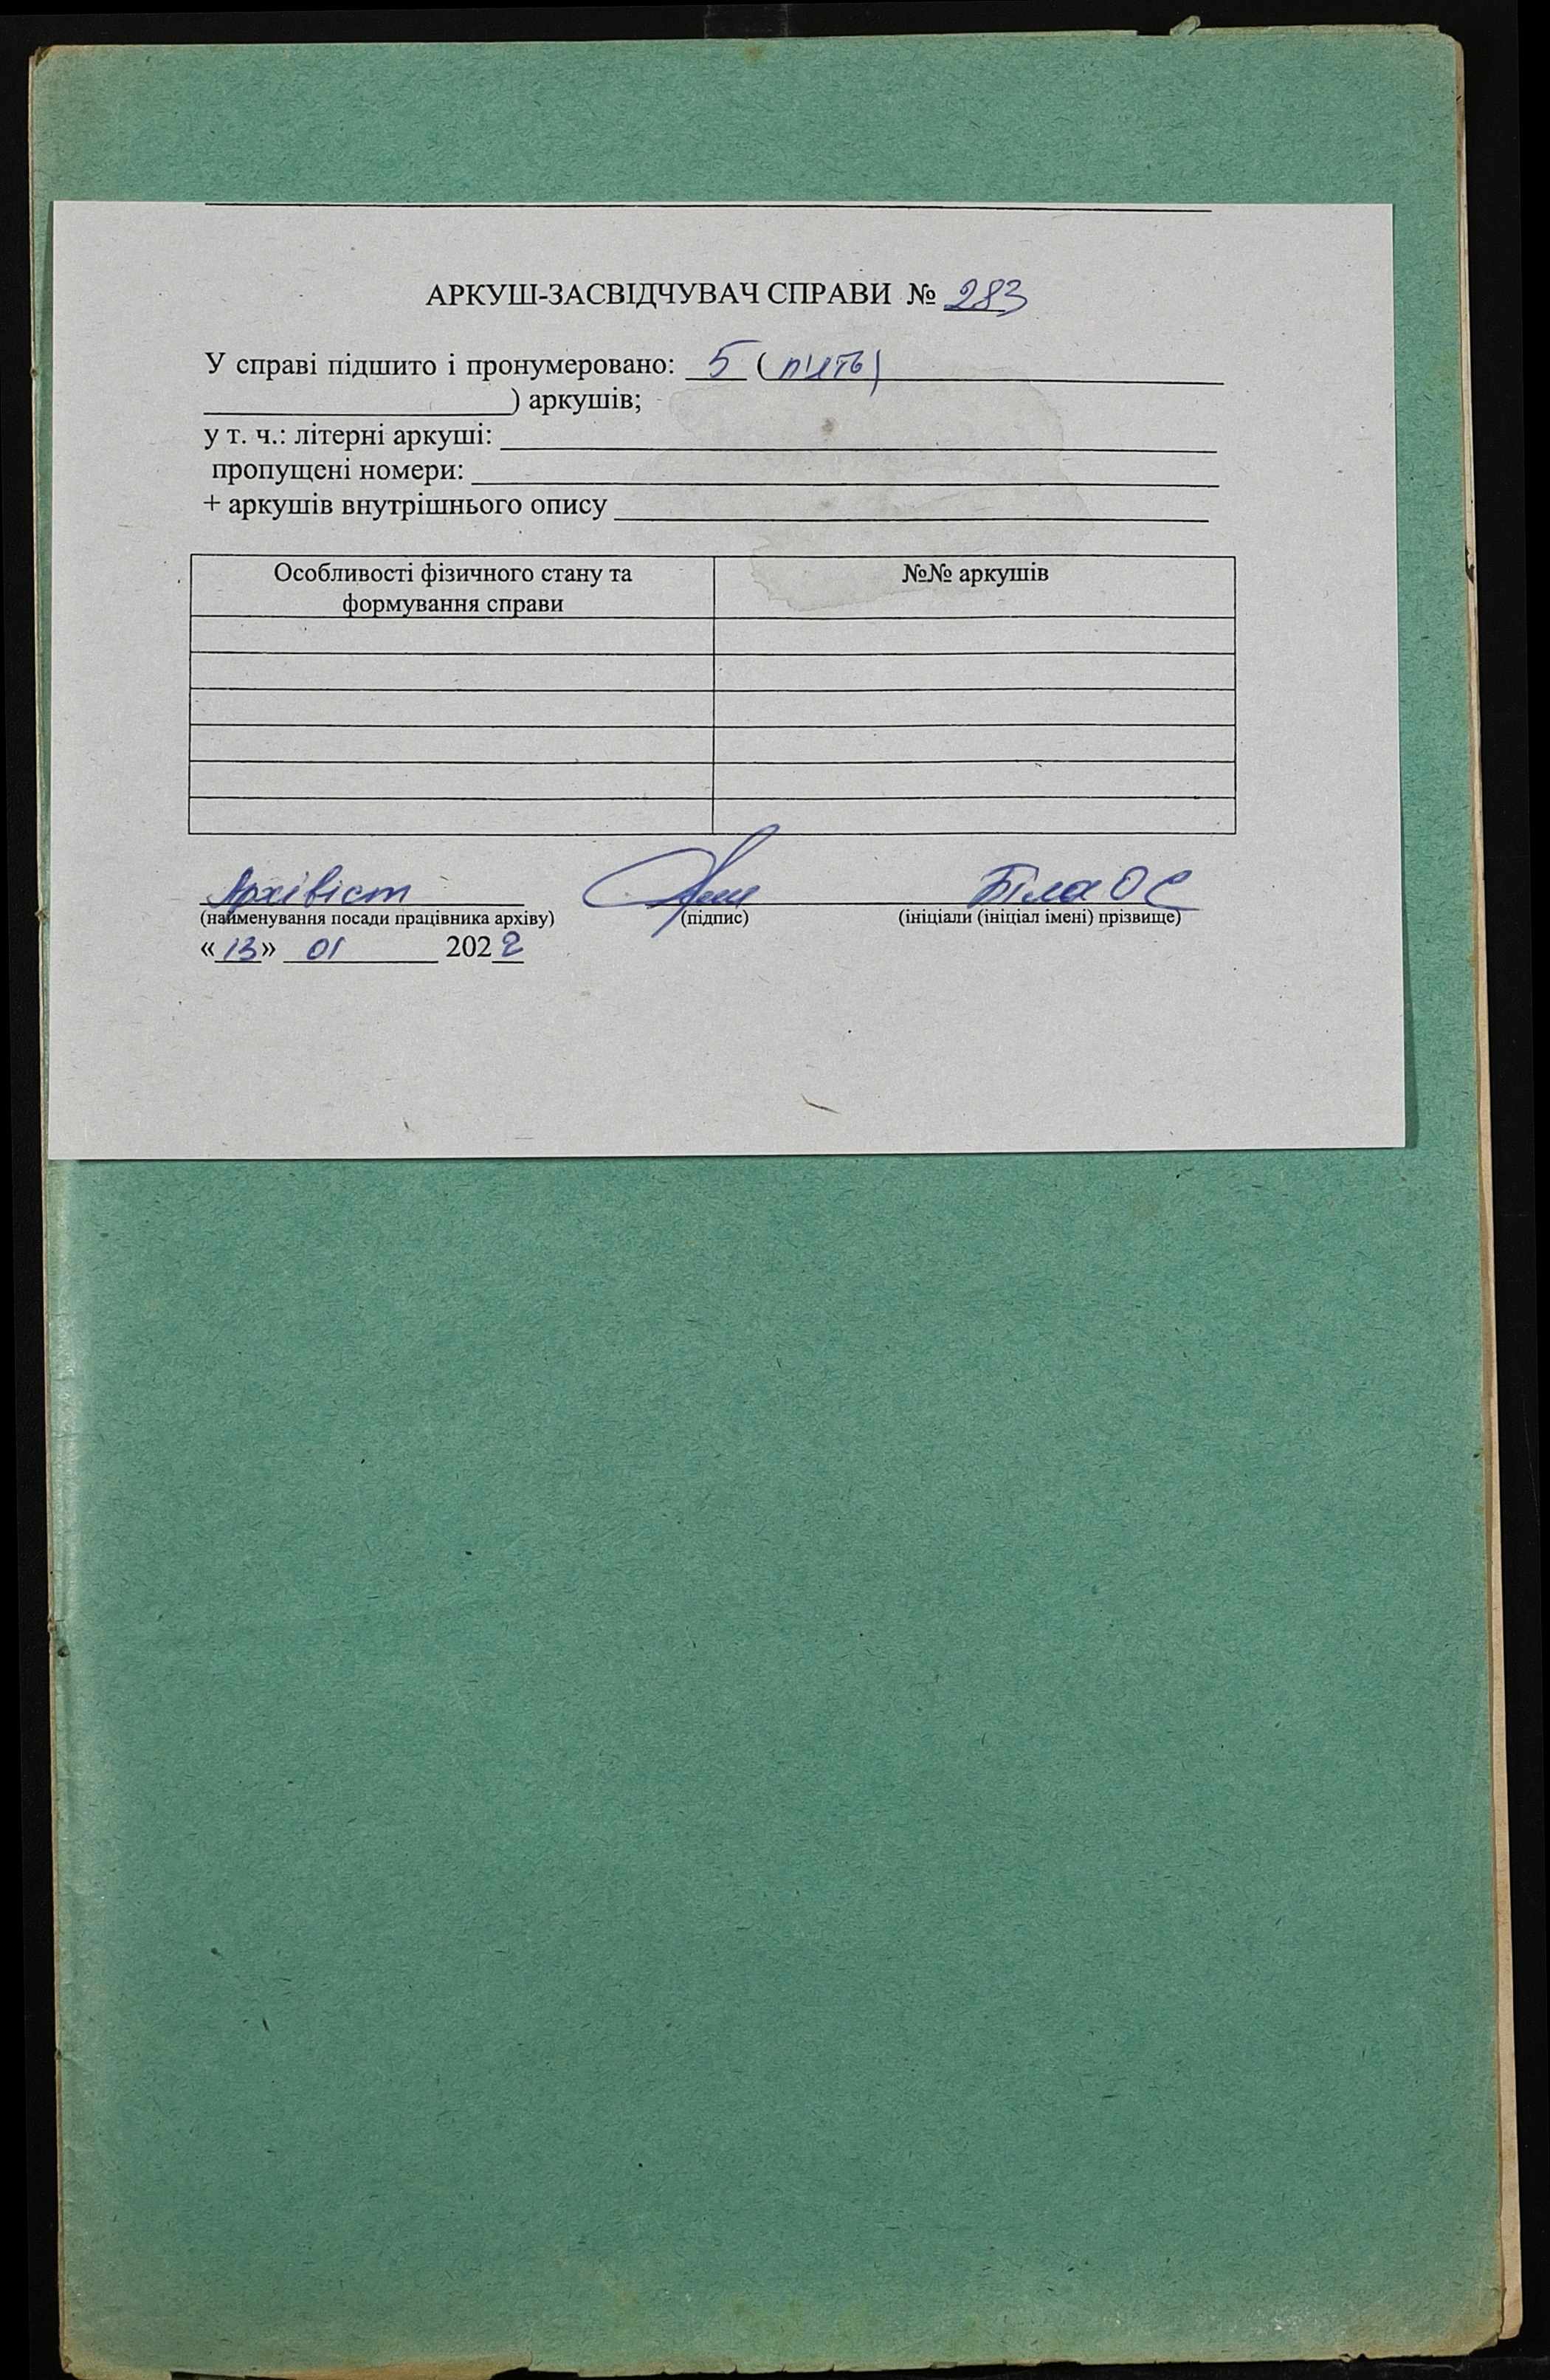 АРКУШ-ЗАСВІДЧУВАЧ СПРАВИ № 283
У справі підшито і пронумеровано: 5 ( п'ять)
) аркушів;
у т. ч.: літерні аркуші:
пропущені номери:
+ аркушів внутрішнього опису
Особливості фізичного стану та формування справи
№№ аркушів
Архівіст Біла О С
(найменування посади працівника архіву) (підпис) (ініціали (ініціал імені) прізвище)
«13» 01 2022